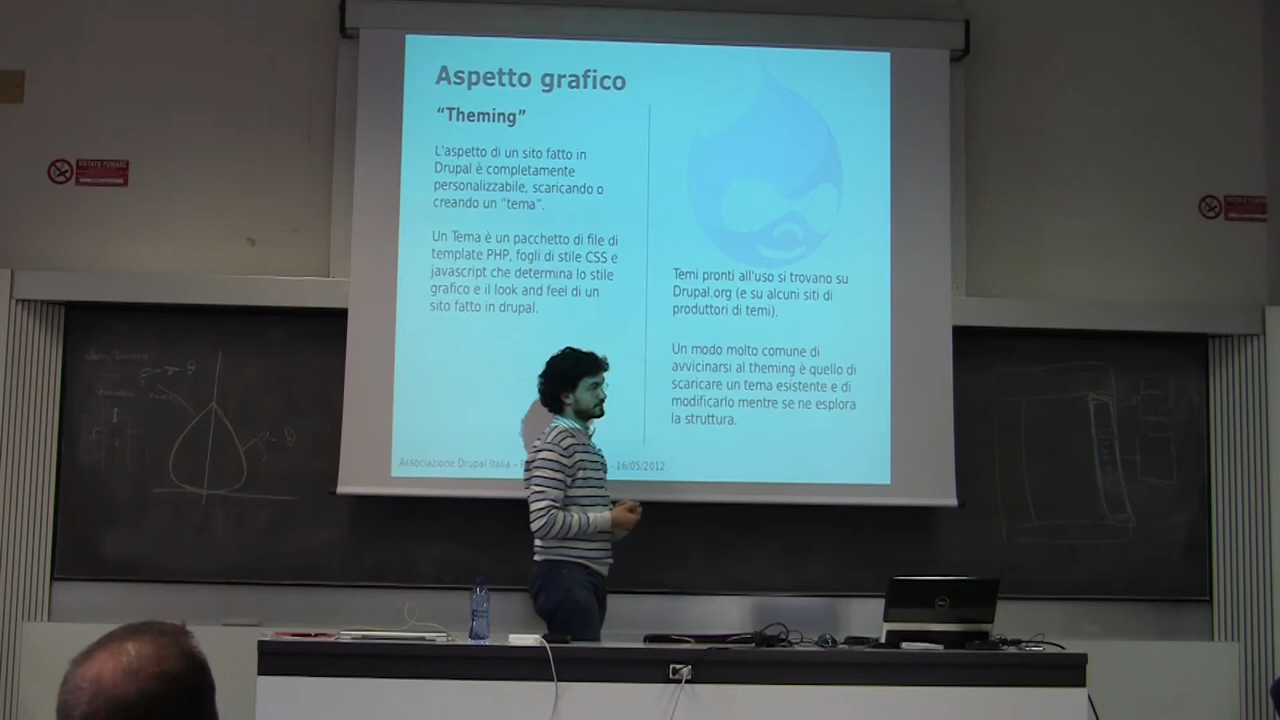 Aspetto grafico
“Theming”
L'aspetto di un sito fatto in
Drupal è completamente
personalizzabile, scaricando o
creando un “tema”.
Un Tema è un pacchetto di file di
template PHP, fogli di stile CSS e
javascript che determina lo stile
grafico e il look and feel di un
sito fatto in drupal.
Temi pronti all'uso si trovano su
Drupal.org (e su alcuni siti di
produttori di temi).
Un modo molto comune di
avvicinarsi al theming è quello di
scaricare un tema esistente e di
modificarlo mentre se ne esplora
la struttura.
Associazione Drupal Italia - 
- 16/05/2012
VIETATO FUMARE